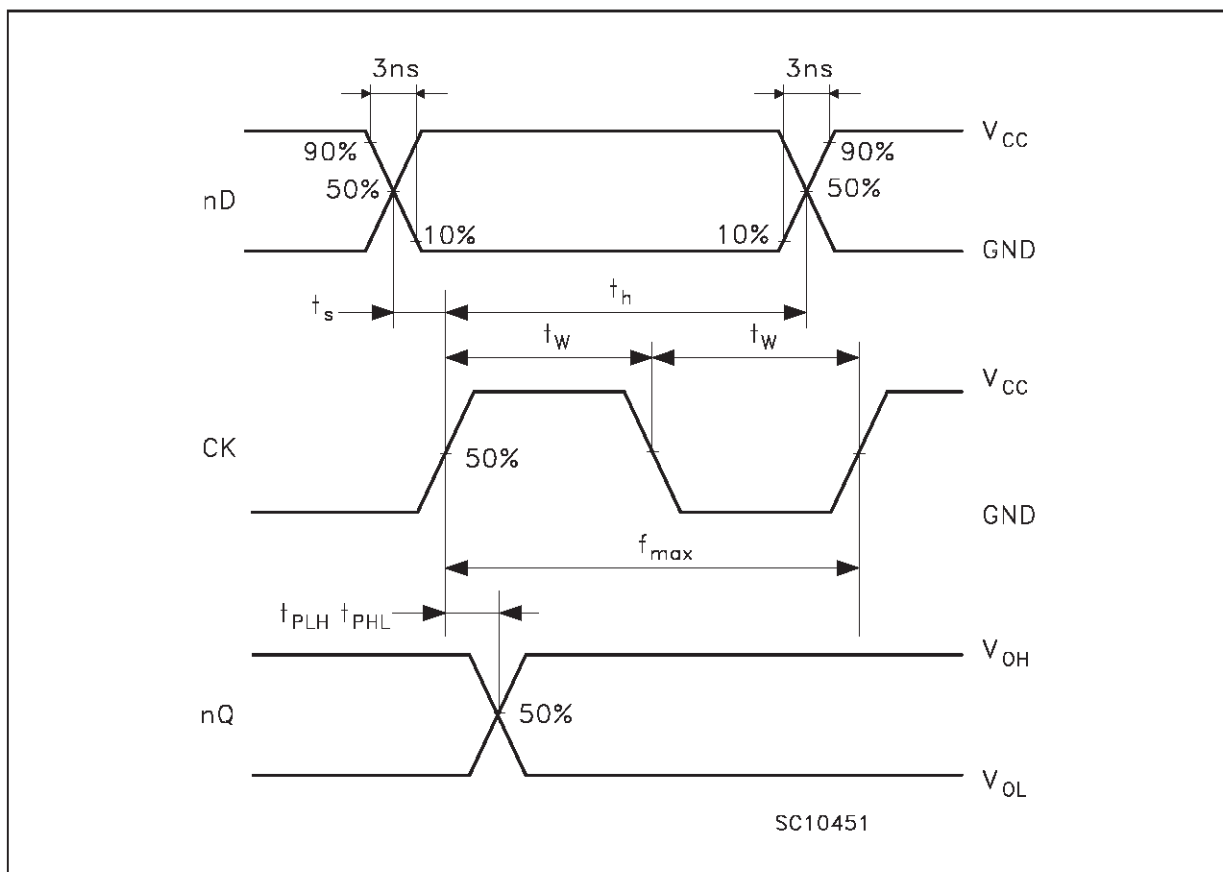 3ns 3ns
V_CC
90% 90%
nD 50% 50%
10% 10%
GND
t_s t_h
t_W t_W
V_CC
CK 50%
GND
f_max
t_PLH t_PHL
V_OH
nQ 50%
V_OL
SC10451